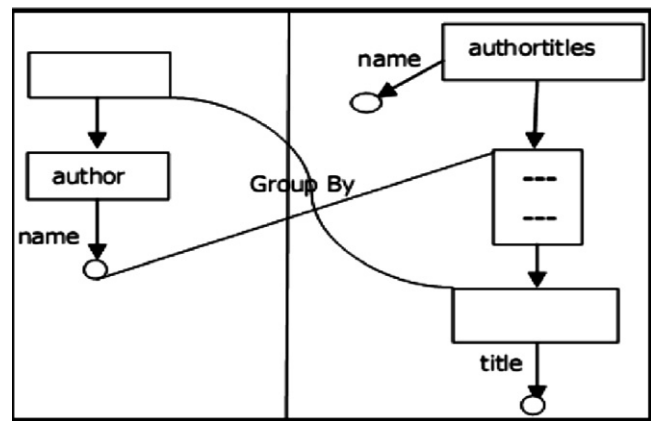 author
name
Group By
name
authortitles
---
---
title